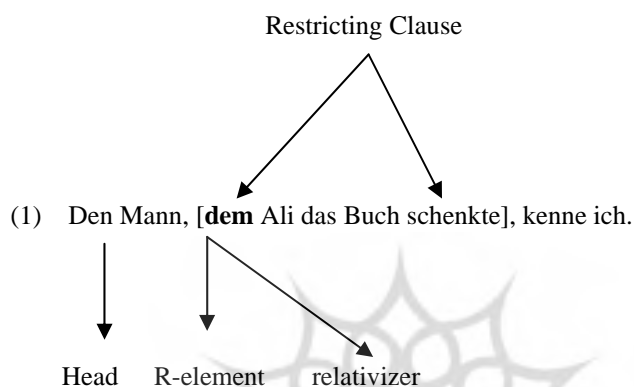 Restricting Clause
(1) Den Mann, [dem Ali das Buch schenkte], kenne ich.
Head R-element relativizer